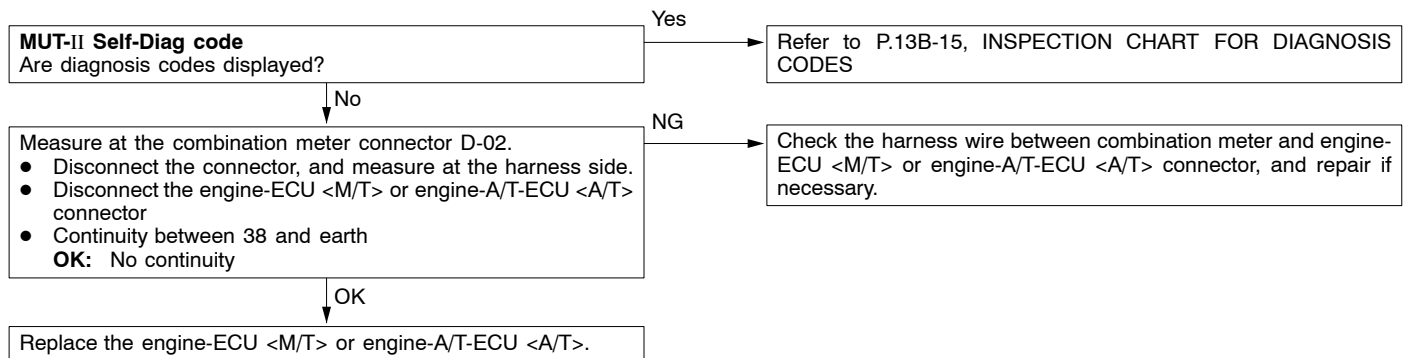 MUT-II Self-Diag code
Are diagnosis codes displayed?
Yes
Refer to P.13B-15, INSPECTION CHART FOR DIAGNOSIS
CODES
No
Measure at the combination meter connector D-02.
● Disconnect the connector, and measure at the harness side.
● Disconnect the engine-ECU <M/T> or engine-A/T-ECU <A/T>
connector
● Continuity between 38 and earth
OK: No continuity
NG
Check the harness wire between combination meter and engine-
ECU <M/T> or engine-A/T-ECU <A/T> connector, and repair if
necessary.
OK
Replace the engine-ECU <M/T> or engine-A/T-ECU <A/T>.